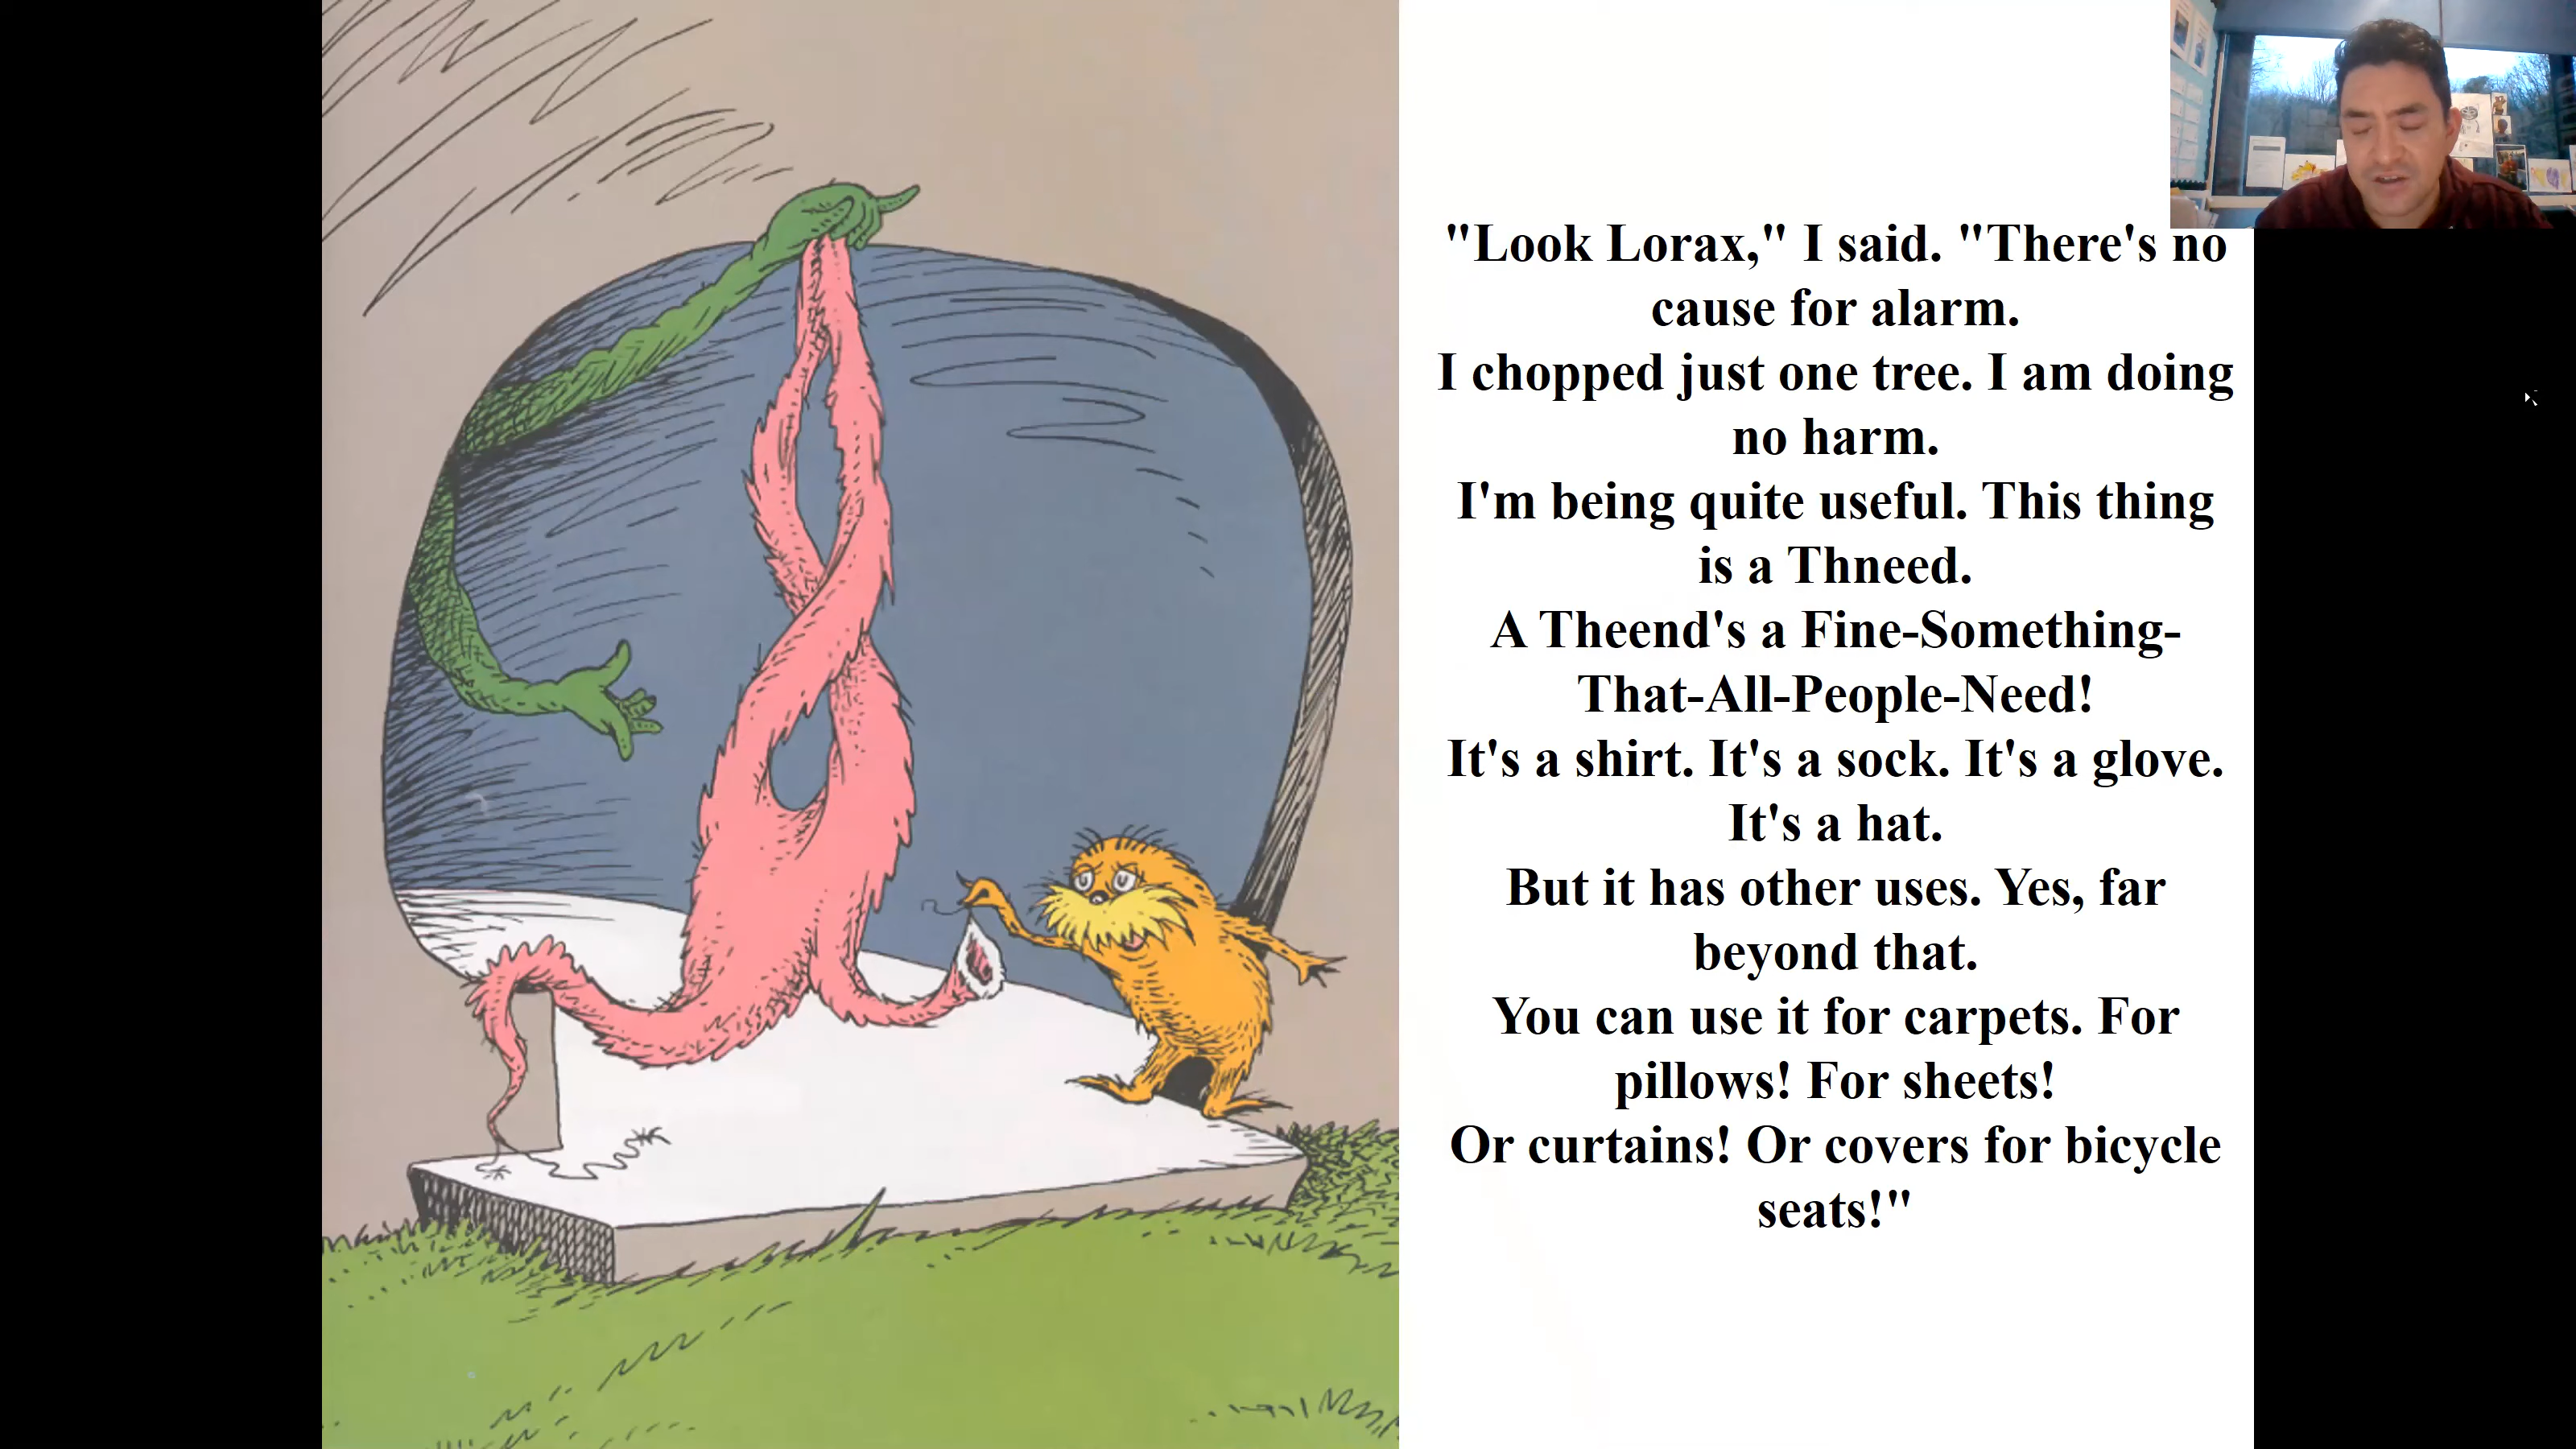 "Look Lorax," I said. "There's no
cause for alarm.
I chopped just one tree. I am doing
no harm.
I'm being quite useful. This thing
is a Thneed.
A Theend's a Fine-Something-
That-All-People-Need!
It's a shirt. It's a sock. It's a glove.
It's a hat.
But it has other uses. Yes, far
beyond that.
You can use it for carpets. For
pillows! For sheets!
Or curtains! Or covers for bicycle
seats!"